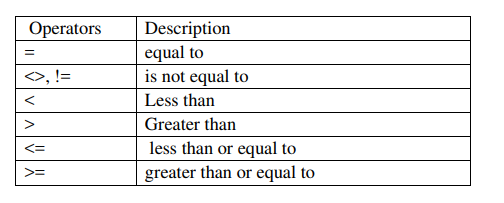 Operators Description
= equal to
<>, != is not equal to
< Less than
> Greater than
<= less than or equal to
>= greater than or equal to